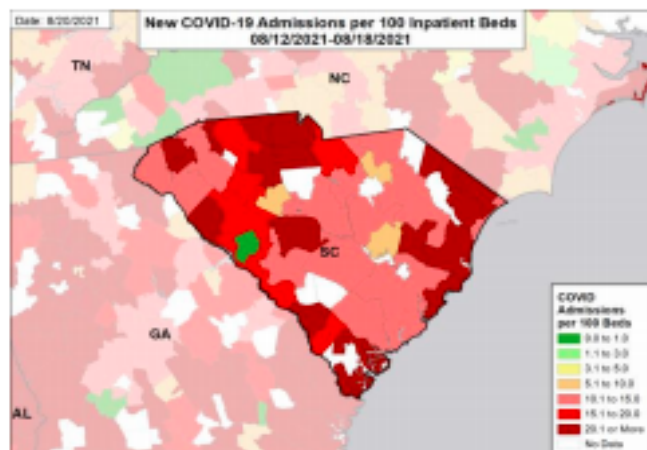 Date: 8/20/2021
New COVID-19 Admissions per 100 Inpatient Beds
08/12/2021-08/18/2021
TN
NC
SC
GA
AL
COVID
Admissions
per 100 Beds
0.0 to 1.0
1.1 to 3.0
3.1 to 5.0
5.1 to 10.0
10.1 to 15.0
15.1 to 20.0
20.1 or More
No Data